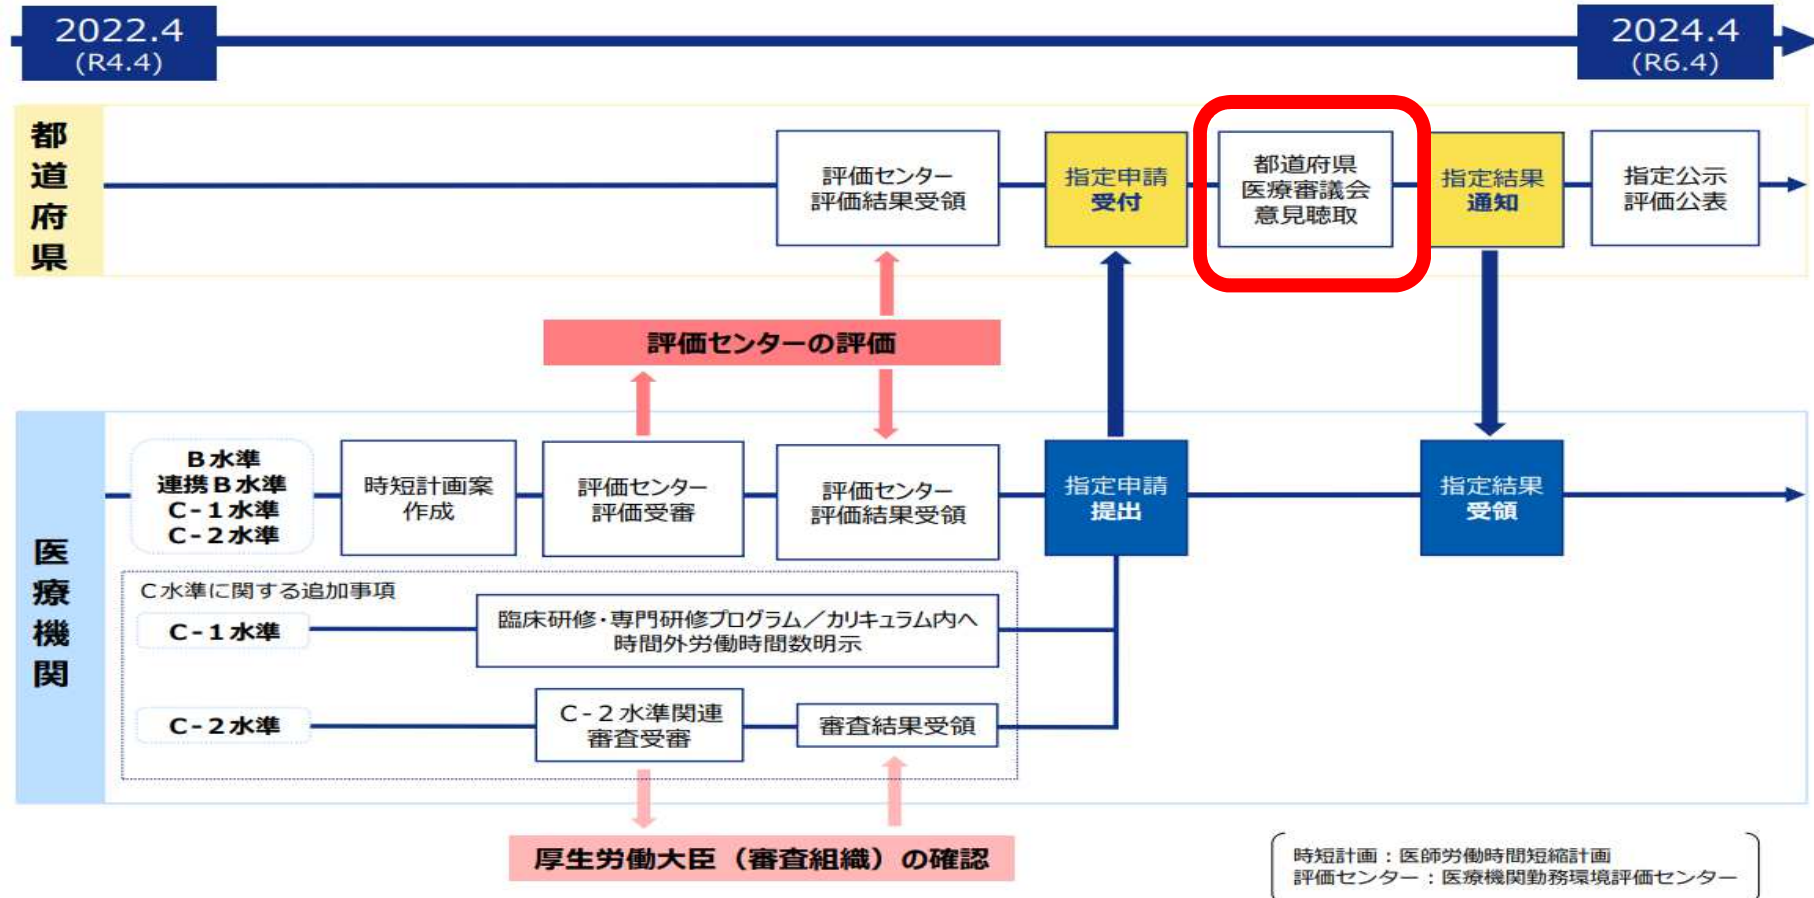 2022.4
(R4.4)
2024.4
(R6.4)
都道府県
評価センター
評価結果受領
指定申請
受付
都道府県
医療審議会
意見聴取
指定結果
通知
指定公示
評価公表
評価センターの評価
医療機関
B水準
連携B水準
C-1水準
C-2水準
時短計画案
作成
評価センター
評価受審
評価センター
評価結果受領
指定申請
提出
指定結果
受領
C水準に関する追加事項
C-1水準
臨床研修・専門研修プログラム／カリキュラム内へ
時間外労働時間数明示
C-2水準
C-2水準関連
審査受審
審査結果受領
厚生労働大臣（審査組織）の確認
時短計画：医師労働時間短縮計画
評価センター：医療機関勤務環境評価センター